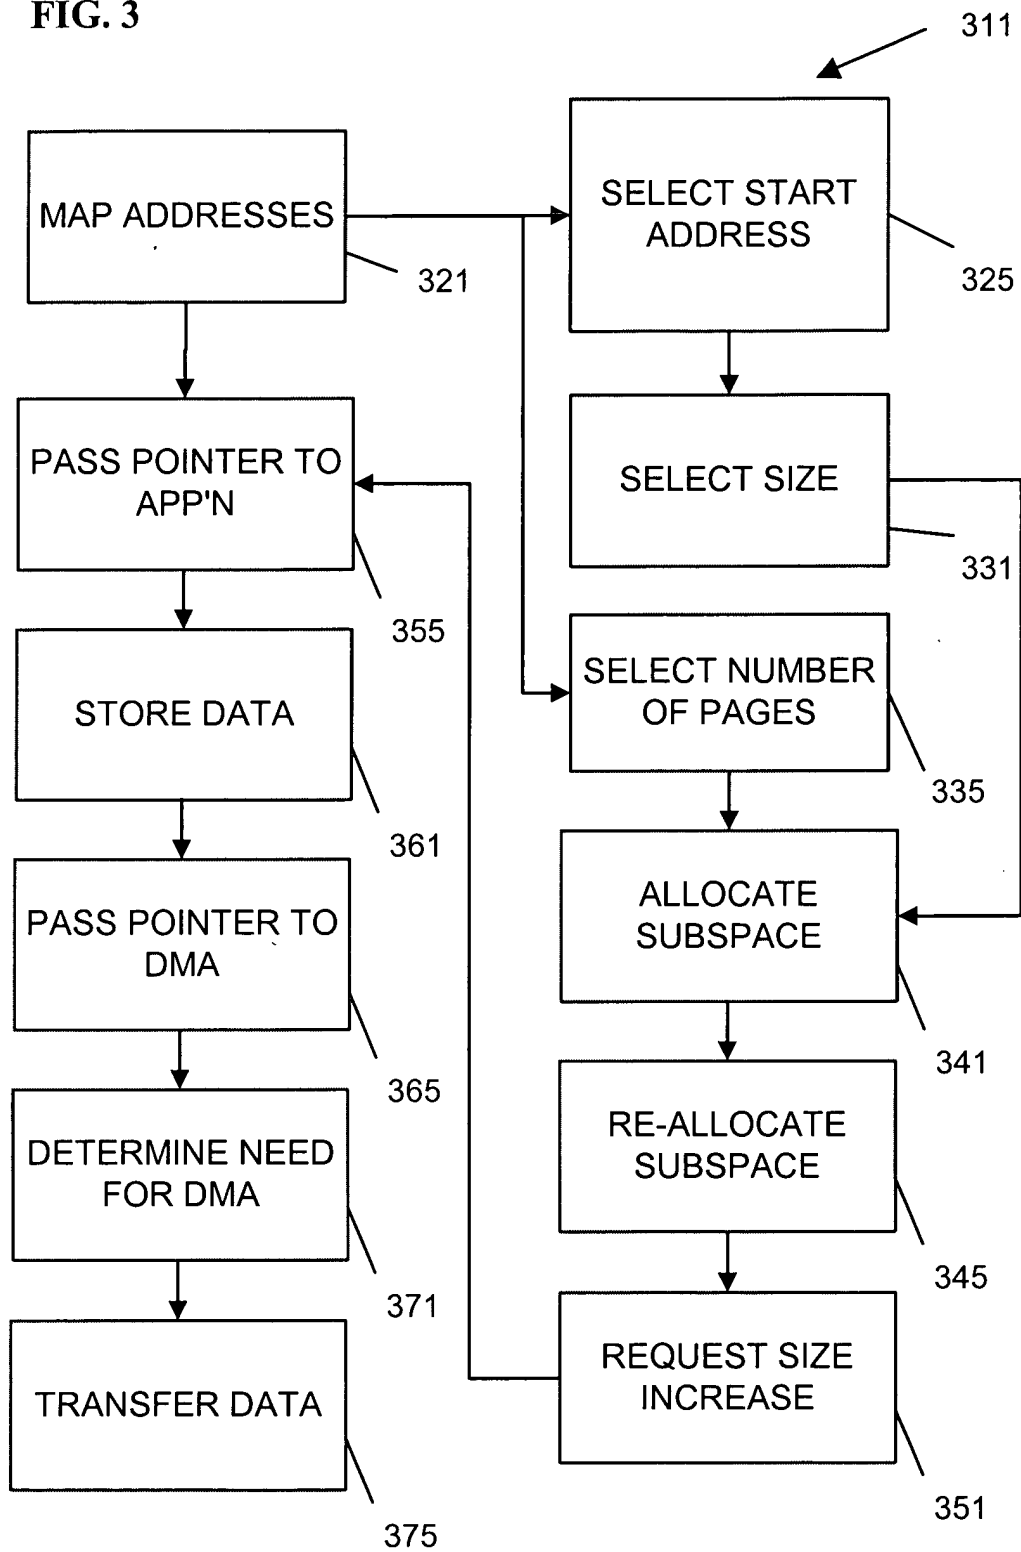 FIG. 3
311
MAP ADDRESSES
321
SELECT START
ADDRESS
325
PASS POINTER TO
APP'N
355
SELECT SIZE
331
STORE DATA
361
SELECT NUMBER
OF PAGES
335
PASS POINTER TO
DMA
365
ALLOCATE
SUBSPACE
341
DETERMINE NEED
FOR DMA
371
RE-ALLOCATE
SUBSPACE
345
TRANSFER DATA
375
REQUEST SIZE
INCREASE
351